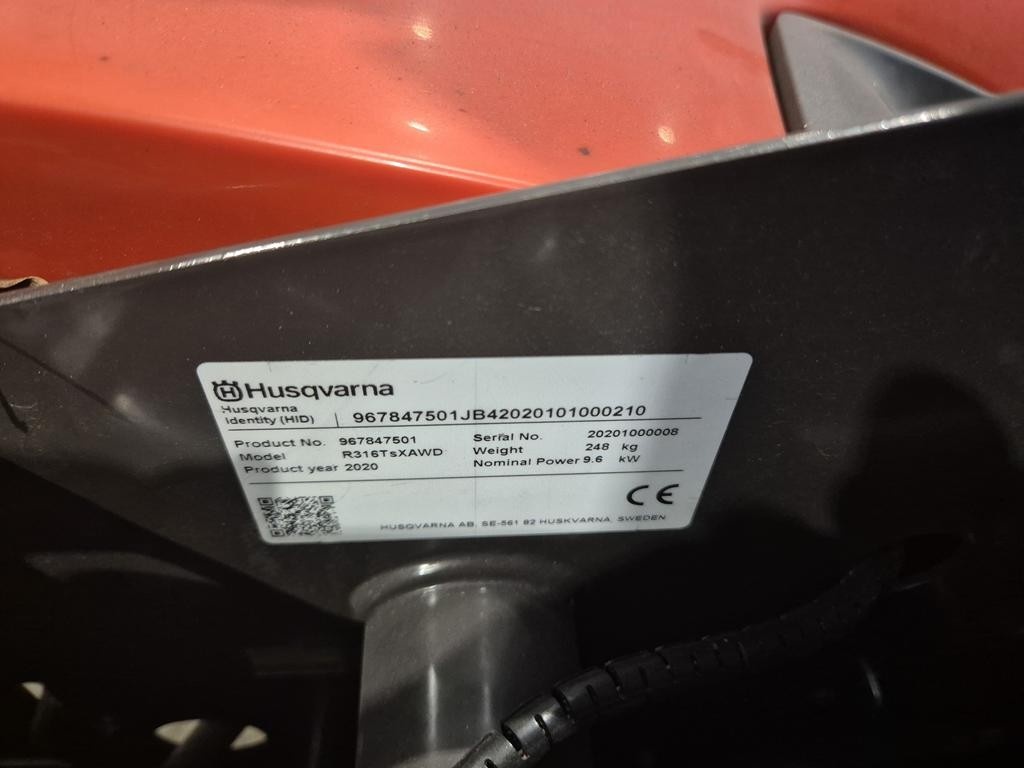 Husqvarna
Husqvarna
Identity (HID) 967847501JB42020101000210
Product No. 967847501 Serial No. 20201000008
Model R316TsXAWD Weight 248 kg
Product year 2020 Nominal Power 9.6 kW
CE
HUSQVARNA AB, SE-561 82 HUSKVARNA, SWEDEN